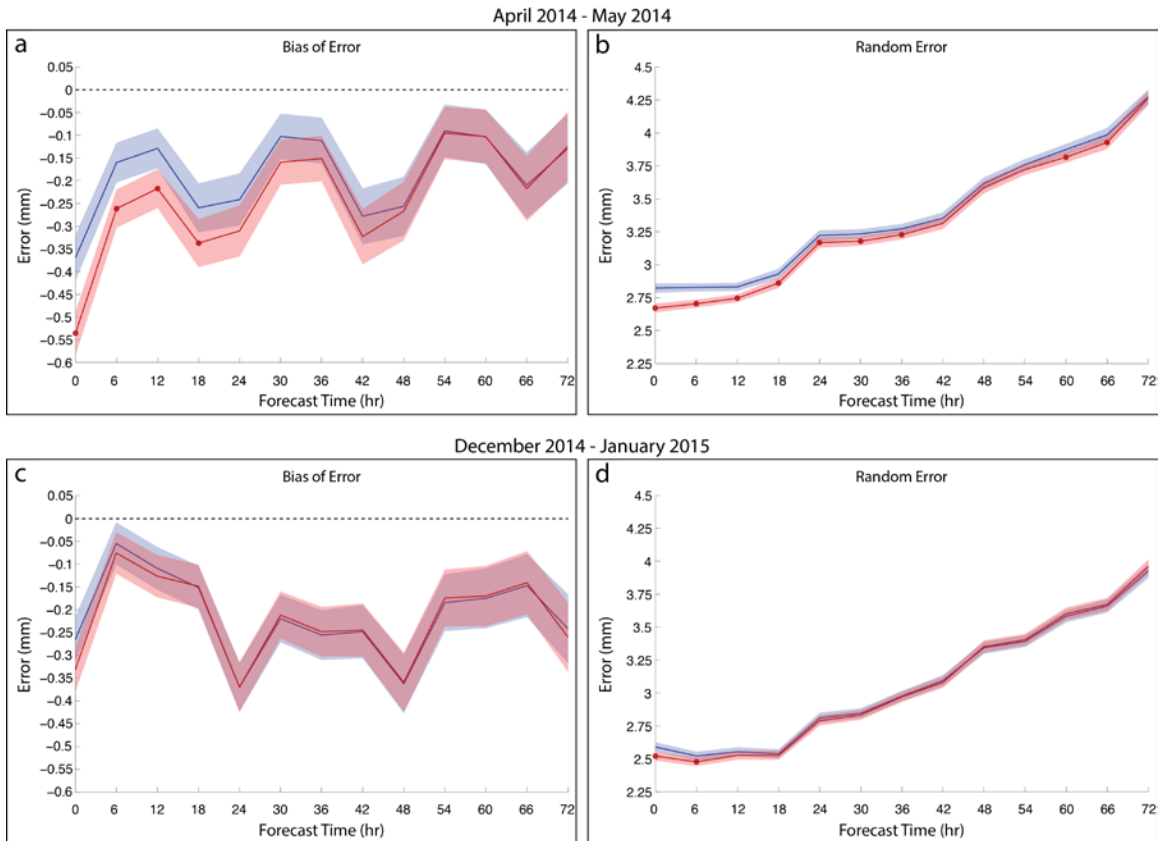 April 2014 - May 2014
a
Bias of Error
0.05
0
−0.05
−0.1
−0.15
−0.2
−0.25
−0.3
−0.35
−0.4
−0.45
−0.5
−0.55
−0.6
Error (mm)
0 6 12 18 24 30 36 42 48 54 60 66 72
Forecast Time (hr)
b
Random Error
4.5
4.25
4
3.75
3.5
3.25
3
2.75
2.5
2.25
Error (mm)
0 6 12 18 24 30 36 42 48 54 60 66 72
Forecast Time (hr)
December 2014 - January 2015
c
Bias of Error
0.05
0
−0.05
−0.1
−0.15
−0.2
−0.25
−0.3
−0.35
−0.4
−0.45
−0.5
−0.55
−0.6
Error (mm)
0 6 12 18 24 30 36 42 48 54 60 66 72
Forecast Time (hr)
d
Random Error
4.5
4.25
4
3.75
3.5
3.25
3
2.75
2.5
2.25
Error (mm)
0 6 12 18 24 30 36 42 48 54 60 66 72
Forecast Time (hr)